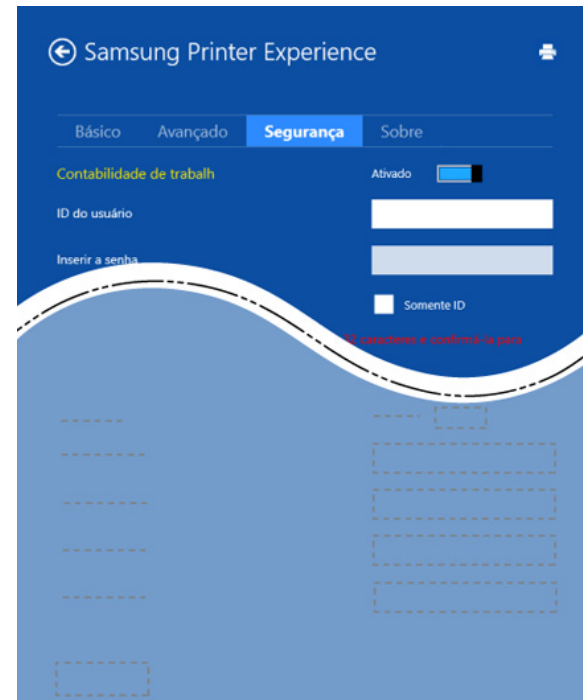 Samsung Printer Experience
Básico Avançado Segurança Sobre
Contabilidade de trabalh Ativado
ID do usuário
Inserir a senha
Somente ID
caracteres e confirmá-la para